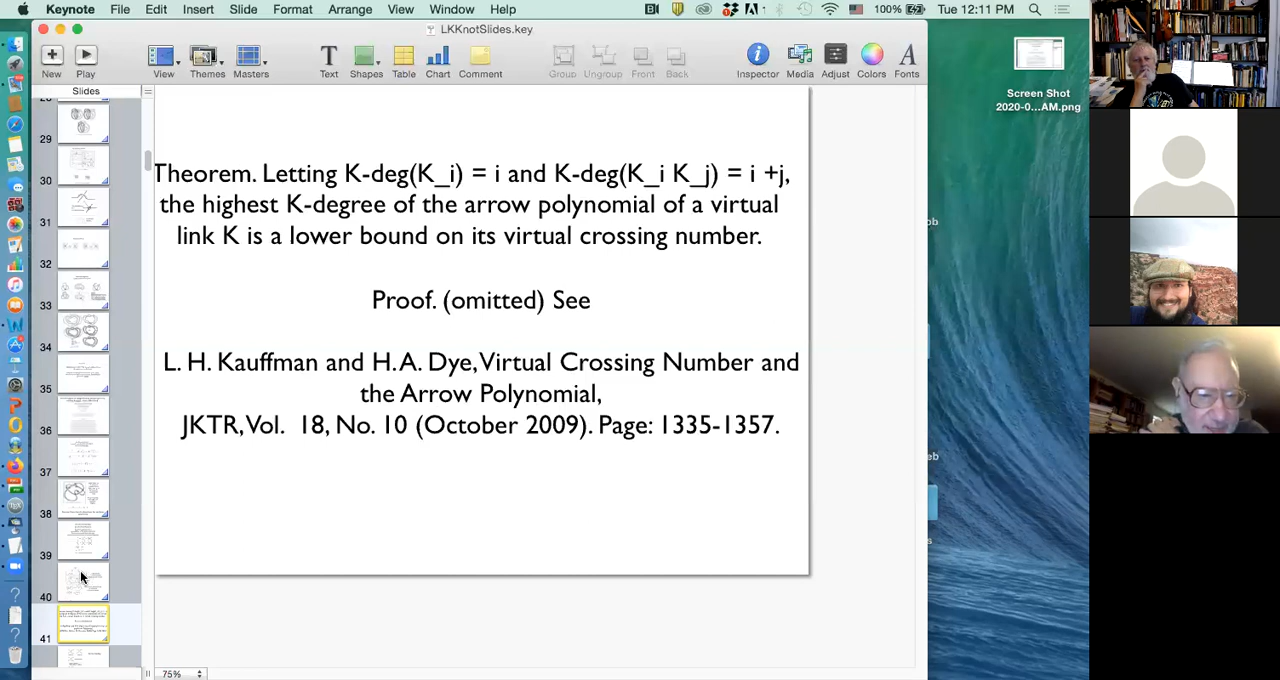 Keynote File Edit Insert Slide Format Arrange View Window Help 100% Tue 12:11 PM
LKKnotSlides.key
New Play View Themes Masters Text Shapes Table Chart Comment Group Ungroup Front Back Inspector Media Adjust Colors Fonts
Slides
29
30
31
32
33
34
35
36
37
38
39
40
41
Theorem. Letting K-deg(K_i) = i and K-deg(K_i K_j) = i +j,
the highest K-degree of the arrow polynomial of a virtual
link K is a lower bound on its virtual crossing number.
Proof. (omitted) See
L. H. Kauffman and H. A. Dye, Virtual Crossing Number an
the Arrow Polynomial,
JKTR, Vol. 18, No. 10 (October 2009). Page: 1335-1357.
75%
Screen Shot
2020-0...AM.png
ob
eb
s